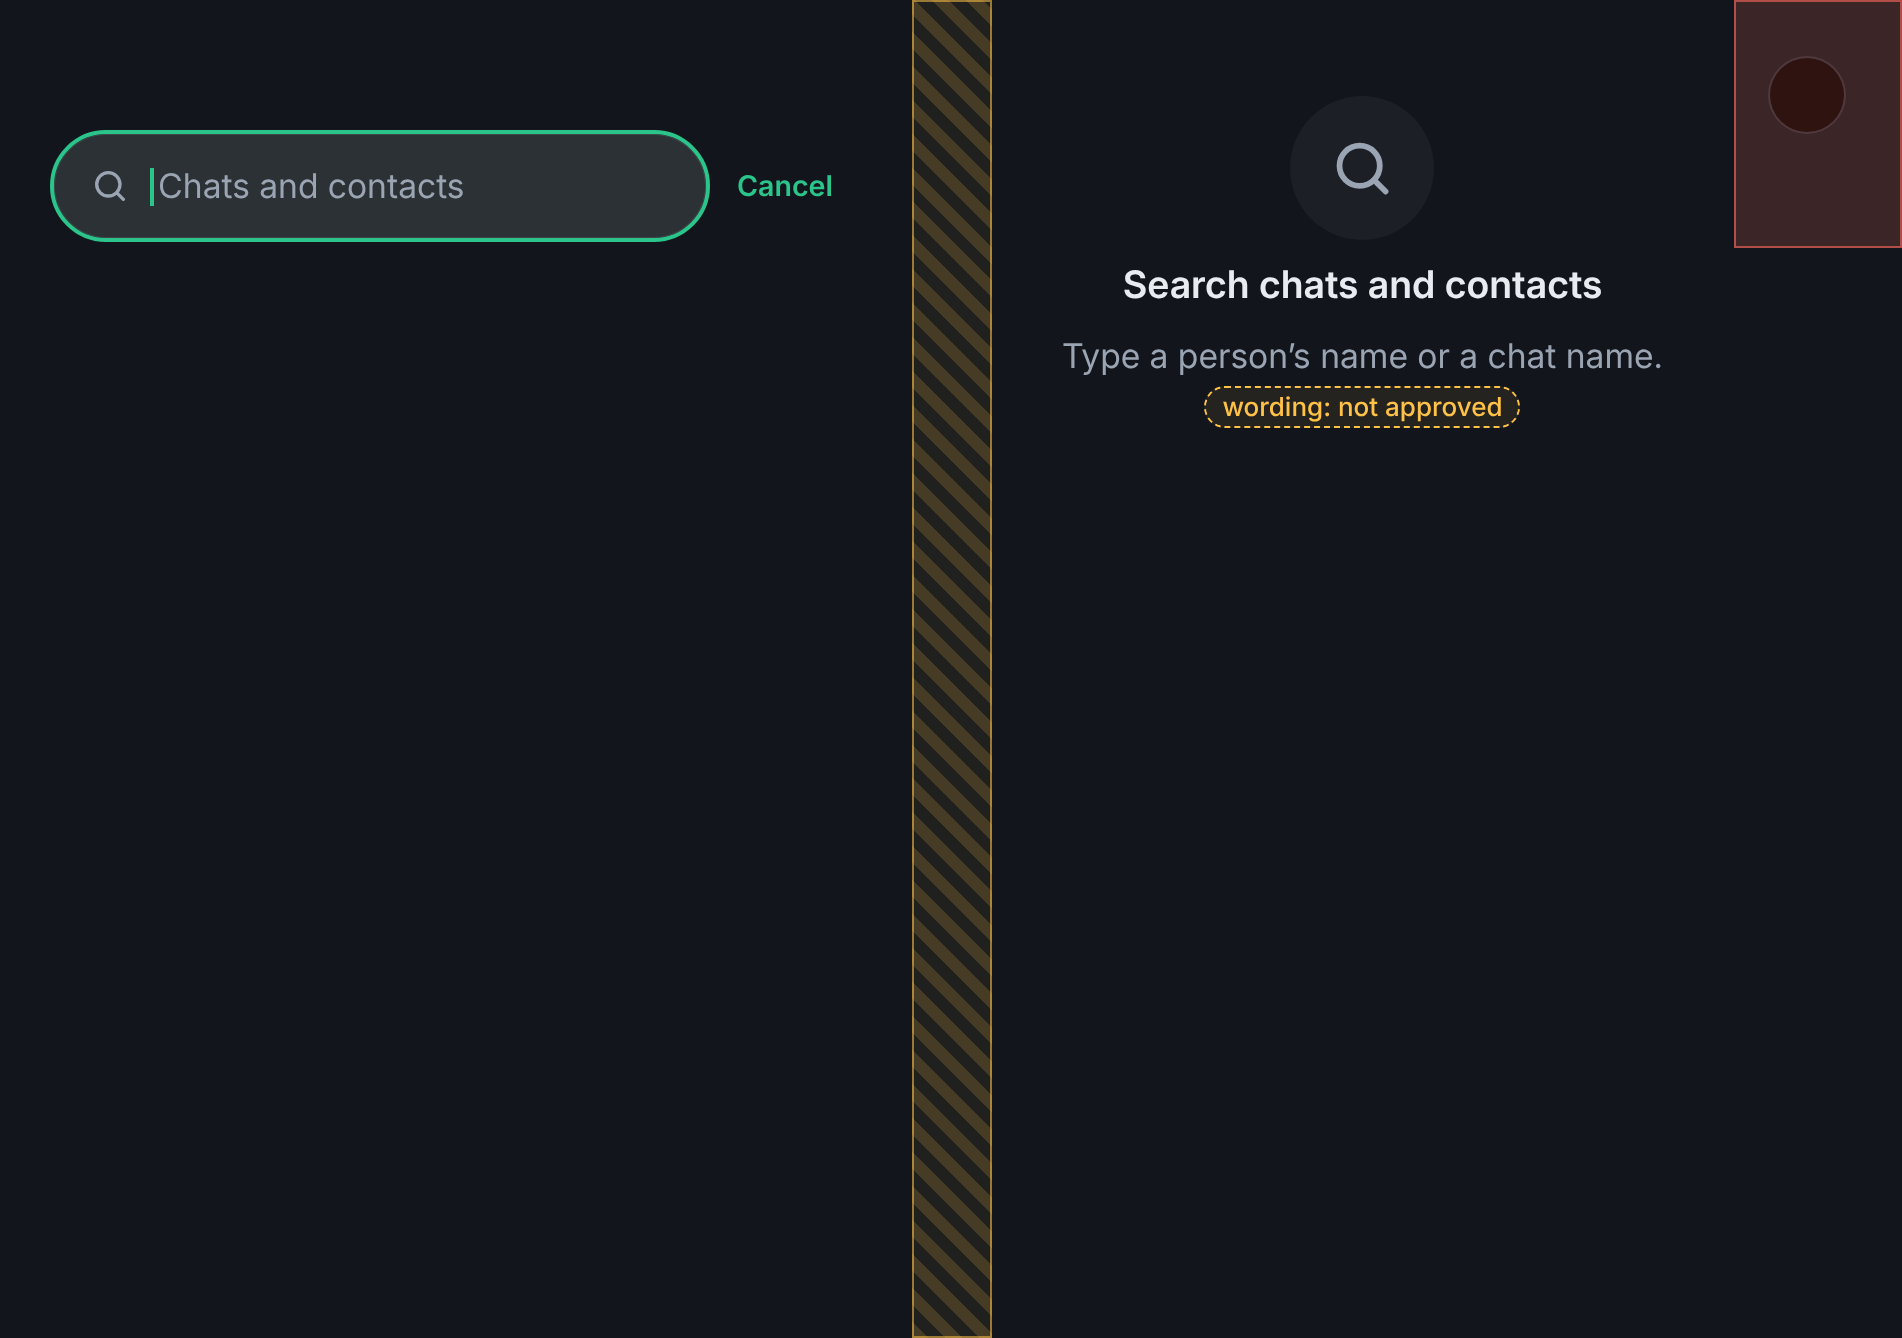 Chats and contacts
Cancel
Search chats and contacts
Type a person’s name or a chat name.
wording: not approved